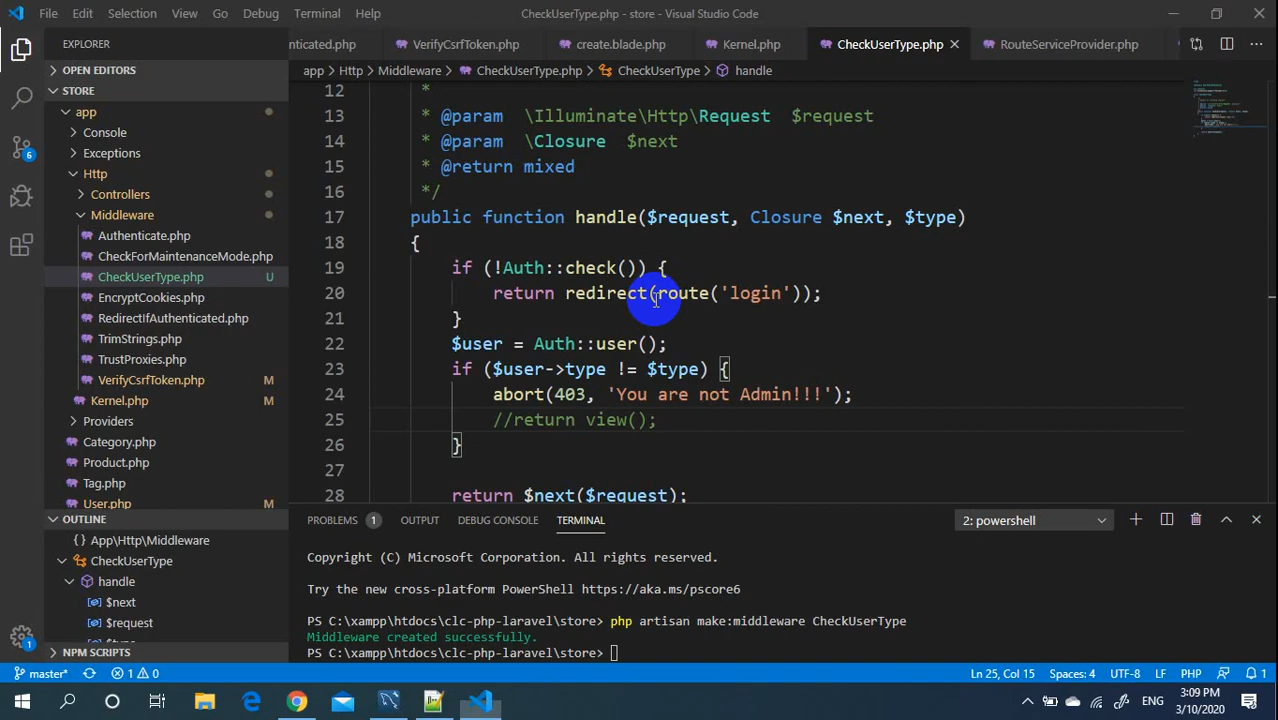 File Edit Selection View Go Debug Terminal Help CheckUserType.php - store - Visual Studio Code
EXPLORER
nticated.php VerifyCsrfToken.php create.blade.php Kernel.php CheckUserType.php RouteServiceProvider.php
OPEN EDITORS
app > Http > Middleware > CheckUserType.php > CheckUserType > handle
STORE
app
Console
Exceptions
Http
Controllers
Middleware
Authenticate.php
CheckForMaintenanceMode.php
CheckUserType.php U
EncryptCookies.php
RedirectIfAuthenticated.php
TrimStrings.php
TrustProxies.php
VerifyCsrfToken.php M
Kernel.php M
Providers
Category.php
Product.php
Tag.php
User.php M
OUTLINE
App\Http\Middleware
CheckUserType
handle
$next
$request
$type
NPM SCRIPTS
12 *
13 * @param \Illuminate\Http\Request $request
14 * @param \Closure $next
15 * @return mixed
16 */
17 public function handle($request, Closure $next, $type)
18 {
19 if (!Auth::check()) {
20 return redirect(route('login'));
21 }
22 $user = Auth::user();
23 if ($user->type != $type) {
24 abort(403, 'You are not Admin!!!');
25 //return view();
26 }
27
28 return $next($request);
PROBLEMS 1 OUTPUT DEBUG CONSOLE TERMINAL 2: powershell
Copyright (C) Microsoft Corporation. All rights reserved.
Try the new cross-platform PowerShell https://aka.ms/pscore6
PS C:\xampp\htdocs\clc-php-laravel\store> php artisan make:middleware CheckUserType
Middleware created successfully.
PS C:\xampp\htdocs\clc-php-laravel\store>
6
1
master* 1 0 Ln 25, Col 15 Spaces: 4 UTF-8 LF PHP 1
ENG 3:09 PM
3/10/2020